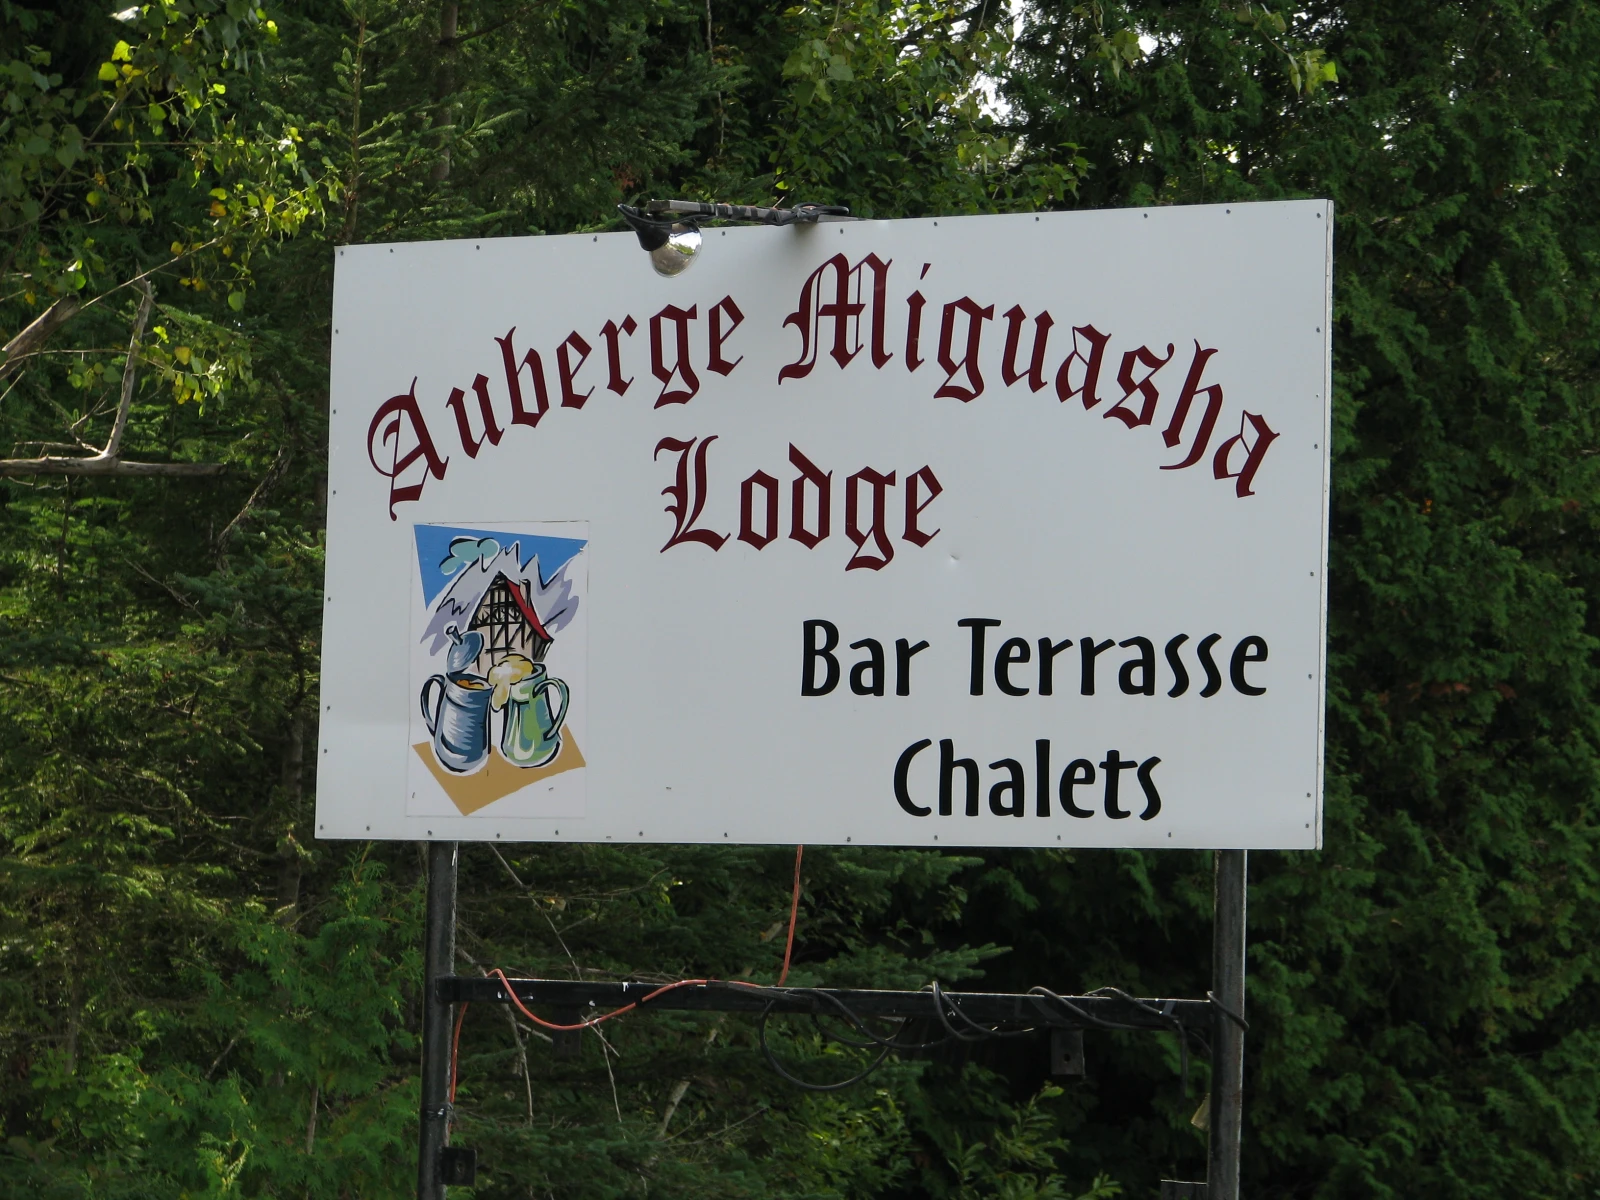 Auberge Miguasha
Lodge
Bar Terrasse
Chalets